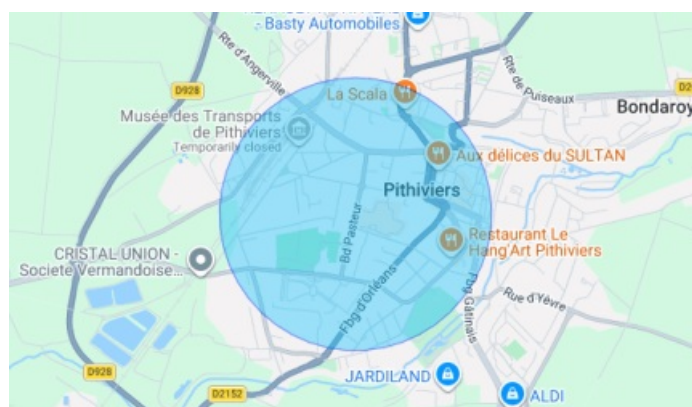 Basty Automobiles
Rte d'Angerville
D928
La Scala
Rte de Puiseaux
Bondaroy
Musée des Transports
de Pithiviers
Temporarily closed
Aux délices du SULTAN
Pithiviers
Bd Pasteur
Restaurant Le
Hang'Art Pithiviers
CRISTAL UNION -
Societe Vermandoise...
Fbg d'Orléans
Fbg Gâtinais
Rue d'Yèvre
D928
D2152
JARDILAND
ALDI